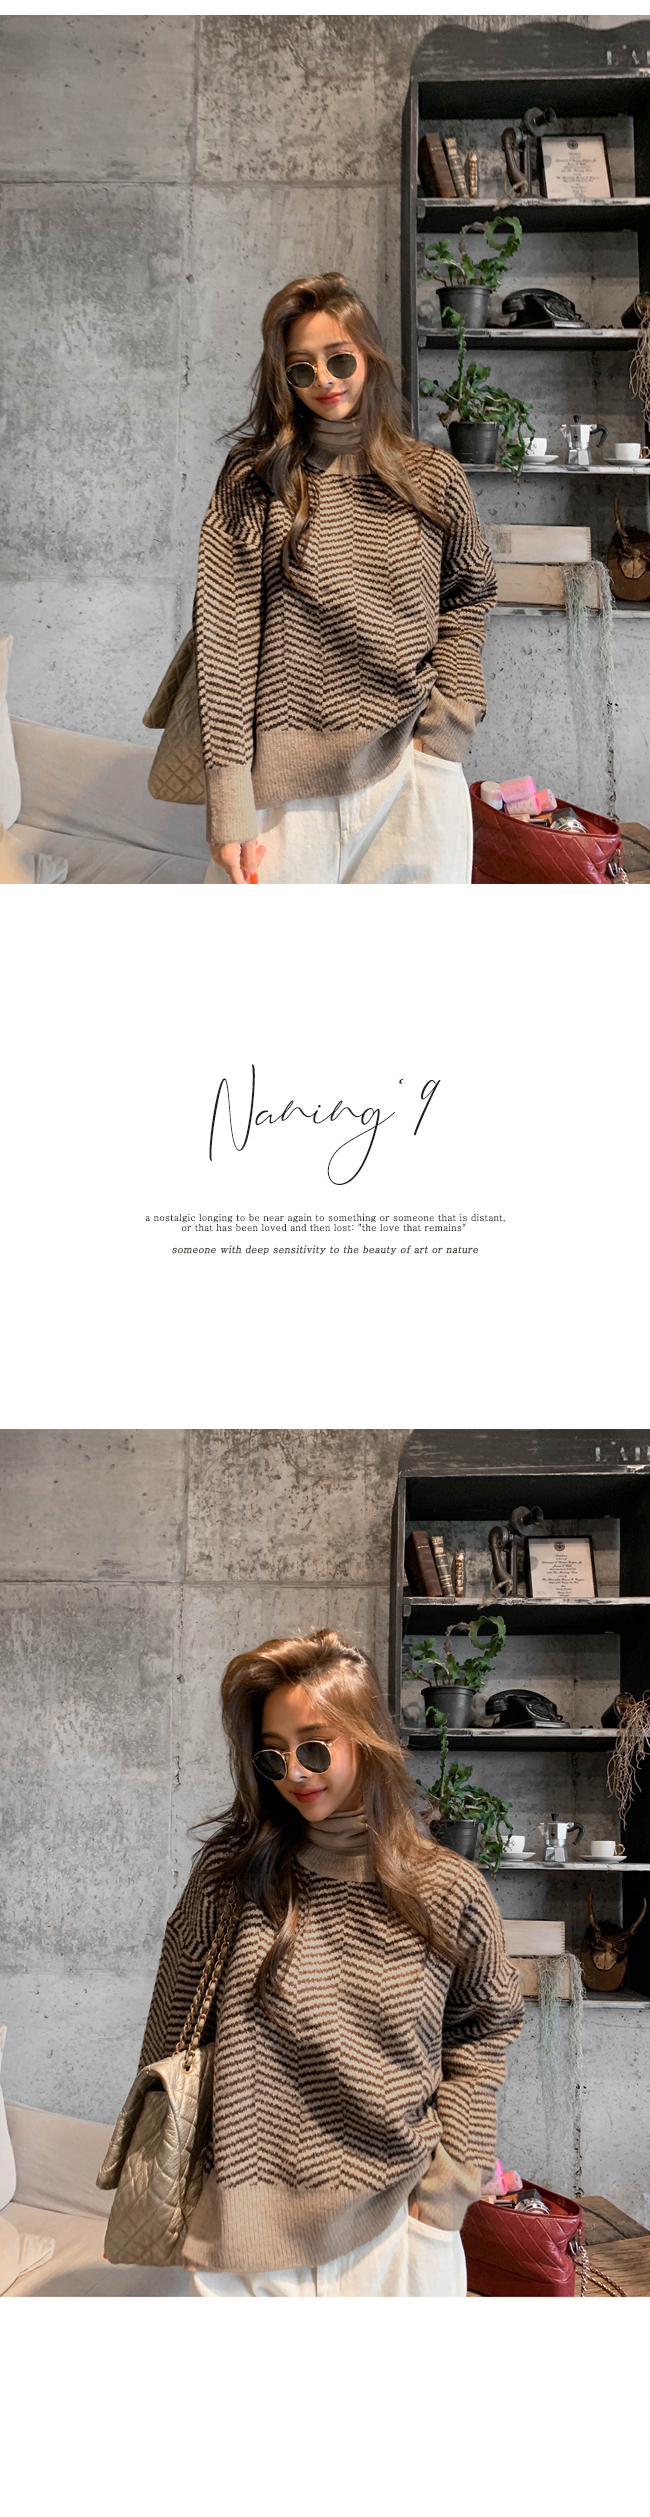 Naning'9
a nostalgic longing to be near again to something or someone that is distant,
or that has been loved and then lost: "the love that remains"
someone with deep sensitivity to the beauty of art or nature